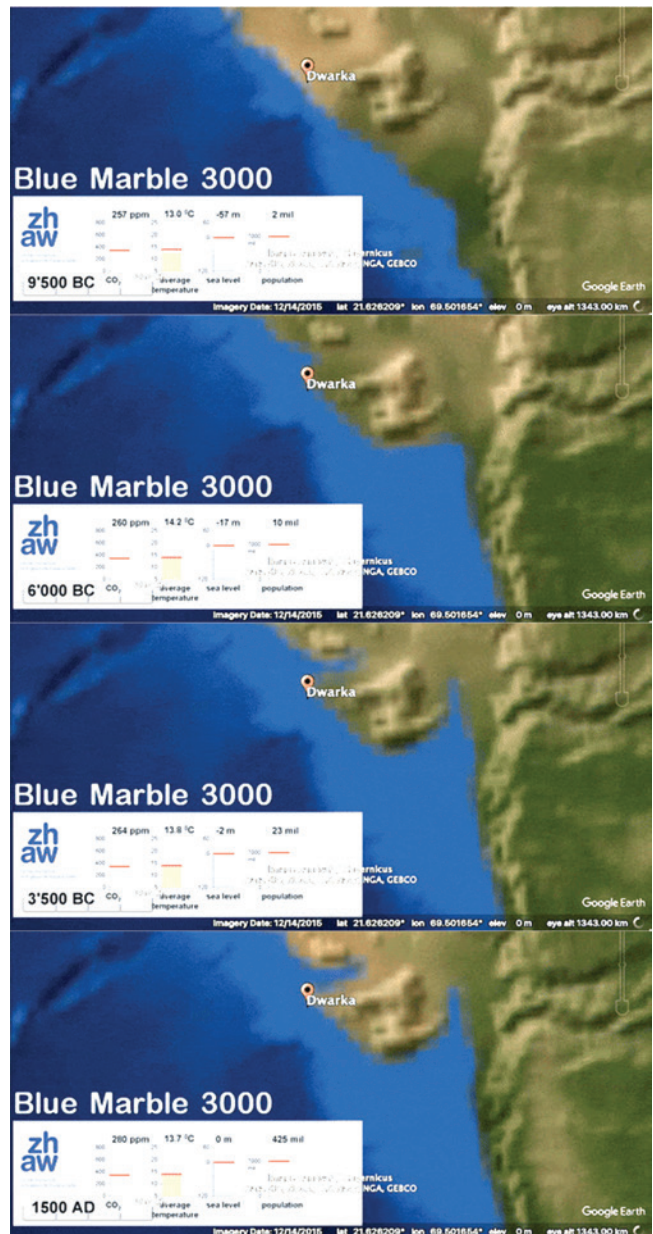 Dwarka
Blue Marble 3000
257 ppm 13.0 °C -57 m 2 mil
zh
aw
9'500 BC CO₂ average temperature sea level population
NGA, GEBCO
Google Earth
Imagery Date: 12/14/2015 lat 21.626209° lon 69.501654° elev 0 m eye alt 1343.00 km
Dwarka
Blue Marble 3000
260 ppm 14.2 °C -17 m 10 mil
zh
aw
6'000 BC CO₂ average temperature sea level population
NGA, GEBCO
Google Earth
Imagery Date: 12/14/2015 lat 21.626209° lon 69.501654° elev 0 m eye alt 1343.00 km
Dwarka
Blue Marble 3000
264 ppm 13.8 °C -2 m 23 mil
zh
aw
3'500 BC CO₂ average temperature sea level population
NGA, GEBCO
Google Earth
Imagery Date: 12/14/2015 lat 21.626209° lon 69.501654° elev 0 m eye alt 1343.00 km
Dwarka
Blue Marble 3000
280 ppm 13.7 °C 0 m 425 mil
zh
aw
1500 AD CO₂ average temperature sea level population
NGA, GEBCO
Google Earth
Imagery Date: 12/14/2015 lat 21.626209° lon 69.501654° elev 0 m eye alt 1343.00 km